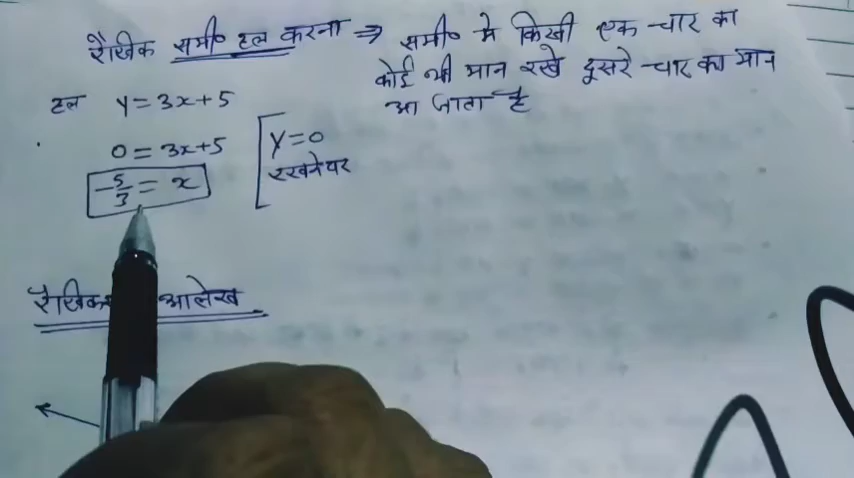 रैखिक समी० हल करना ⇒ समी० मे किसी एक चार का
कोई भी मान रखे दूसरे चार का मान
आ जाता है
हल y = 3x + 5
0 = 3x + 5
-5/3 = x
y = 0
रखने पर
आलेख